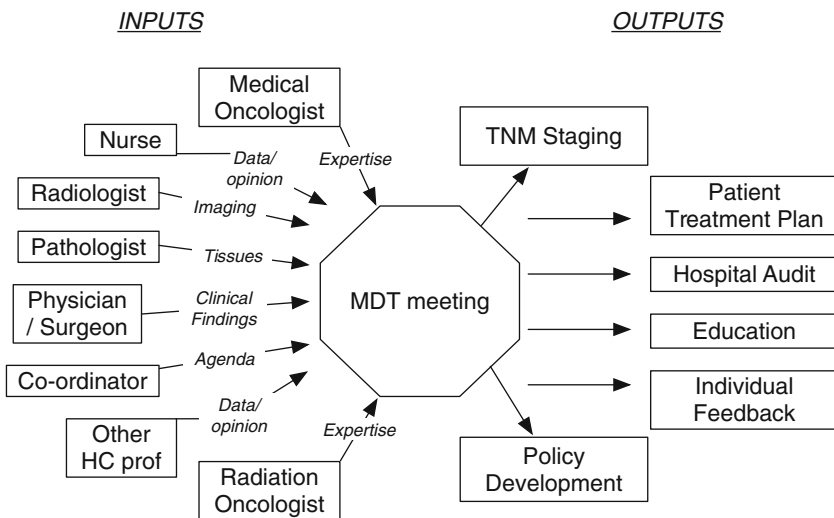 INPUTS
OUTPUTS
Medical
Oncologist
Nurse
Data/
opinion
Expertise
Radiologist
Imaging
Pathologist
Tissues
Physician
/ Surgeon
Clinical
Findings
Co-ordinator
Agenda
Other
HC prof
Data/
opinion
Radiation
Oncologist
Expertise
MDT meeting
TNM Staging
Patient
Treatment Plan
Hospital Audit
Education
Individual
Feedback
Policy
Development